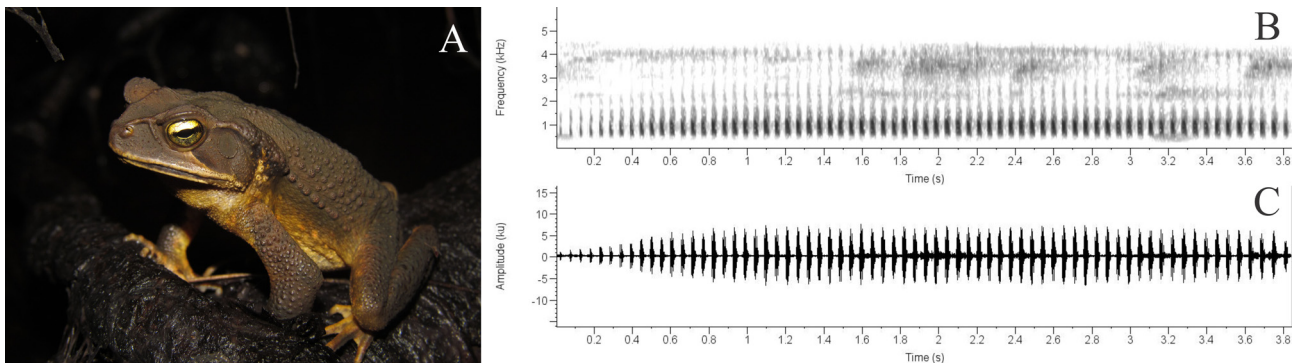 A
B
Frequency (kHz)
5
4
3
2
1
0.2 0.4 0.6 0.8 1 1.2 1.4 1.6 1.8 2 2.2 2.4 2.6 2.8 3 3.2 3.4 3.6 3.8
Time (s)
C
Amplitude (ku)
15
10
5
0
-5
-10
0.2 0.4 0.6 0.8 1 1.2 1.4 1.6 1.8 2 2.2 2.4 2.6 2.8 3 3.2 3.4 3.6 3.8
Time (s)